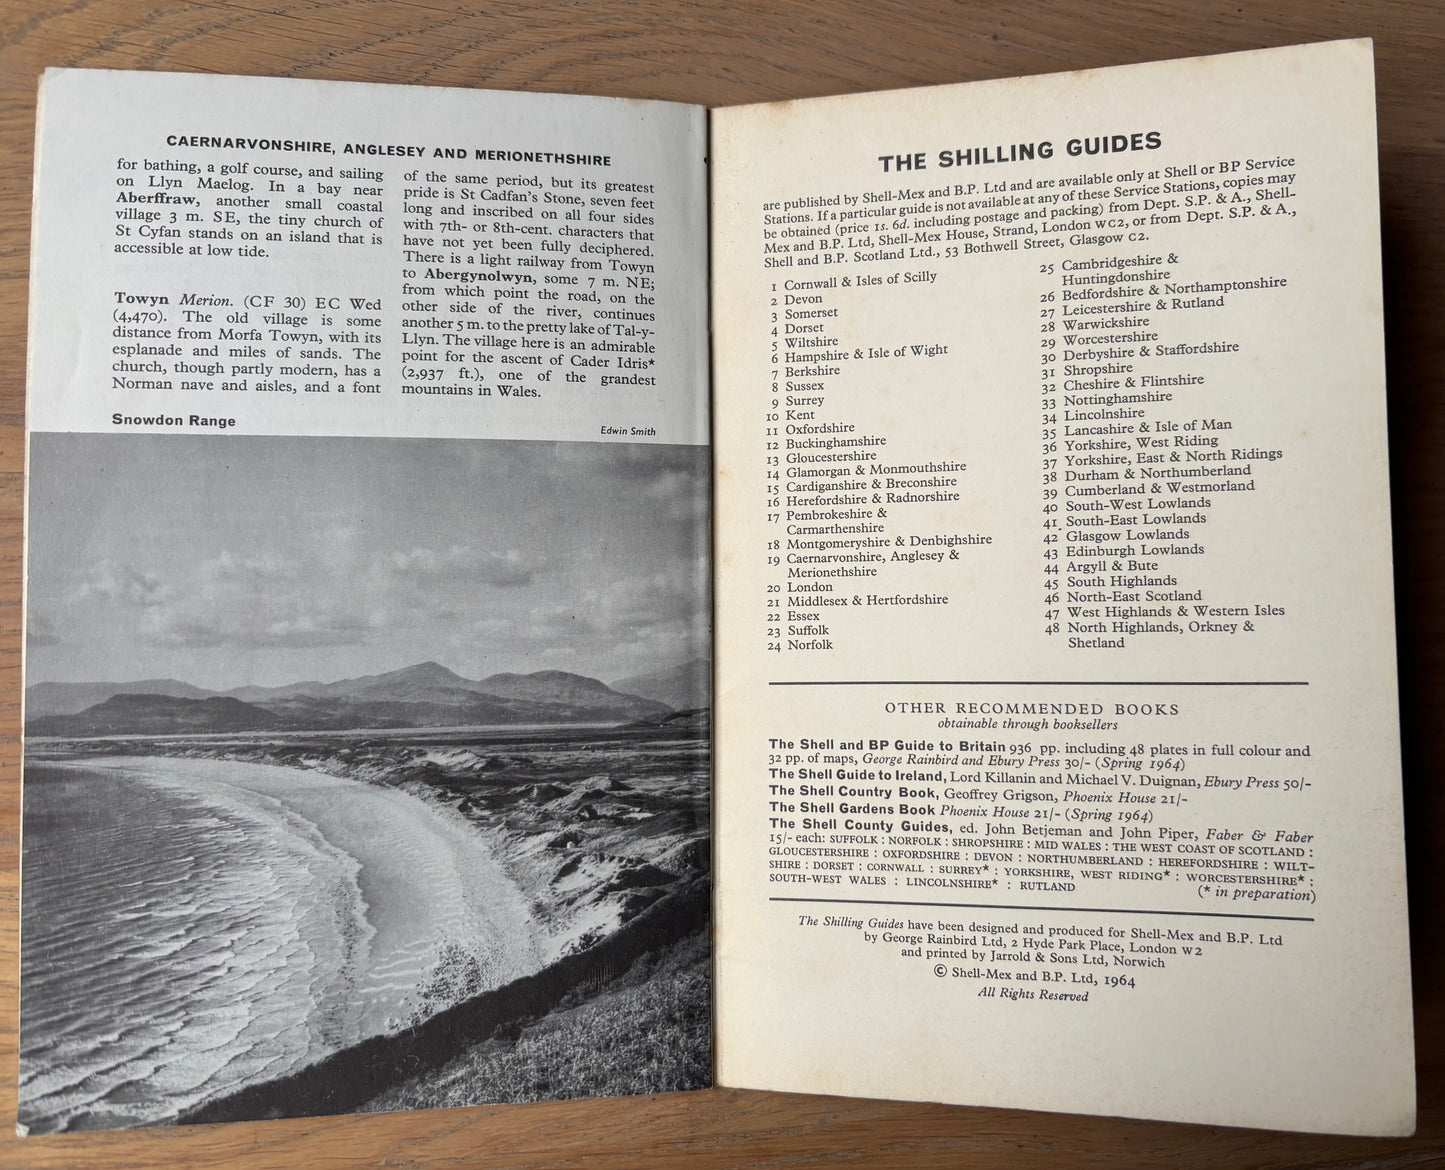 CAERNARVONSHIRE, ANGLESEY AND MERIONETHSHIRE
for bathing, a golf course, and sailing
on Llyn Maelog. In a bay near
Aberffraw, another small coastal
village 3 m. SE, the tiny church of
St Cyfan stands on an island that is
accessible at low tide.
Towyn Merion. (CF 30) EC Wed
(4,470). The old village is some
distance from Morfa Towyn, with its
esplanade and miles of sands. The
church, though partly modern, has a
Norman nave and aisles, and a font
of the same period, but its greatest
pride is St Cadfan's Stone, seven feet
long and inscribed on all four sides
with 7th- or 8th-cent. characters that
have not yet been fully deciphered.
There is a light railway from Towyn
to Abergynolwyn, some 7 m. NE;
from which point the road, on the
other side of the river, continues
another 5 m. to the pretty lake of Tal-y-
Llyn. The village here is an admirable
point for the ascent of Cader Idris*
(2,937 ft.), one of the grandest
mountains in Wales.
Snowdon Range
Edwin Smith
THE SHILLING GUIDES
are published by Shell-Mex and B.P. Ltd and are available only at Shell or BP Service
Stations. If a particular guide is not available at any of these Service Stations, copies may
be obtained (price 1s. 6d. including postage and packing) from Dept. S.P. & A., Shell-
Mex and B.P. Ltd, Shell-Mex House, Strand, London WC2, or from Dept. S.P. & A.,
Shell and B.P. Scotland Ltd., 53 Bothwell Street, Glasgow C2.
1 Cornwall & Isles of Scilly
2 Devon
3 Somerset
4 Dorset
5 Wiltshire
6 Hampshire & Isle of Wight
7 Berkshire
8 Sussex
9 Surrey
10 Kent
11 Oxfordshire
12 Buckinghamshire
13 Gloucestershire
14 Glamorgan & Monmouthshire
15 Cardiganshire & Breconshire
16 Herefordshire & Radnorshire
17 Pembrokeshire &
Carmarthenshire
18 Montgomeryshire & Denbighshire
19 Caernarvonshire, Anglesey &
Merionethshire
20 London
21 Middlesex & Hertfordshire
22 Essex
23 Suffolk
24 Norfolk
25 Cambridgeshire &
Huntingdonshire
26 Bedfordshire & Northamptonshire
27 Leicestershire & Rutland
28 Warwickshire
29 Worcestershire
30 Derbyshire & Staffordshire
31 Shropshire
32 Cheshire & Flintshire
33 Nottinghamshire
34 Lincolnshire
35 Lancashire & Isle of Man
36 Yorkshire, West Riding
37 Yorkshire, East & North Ridings
38 Durham & Northumberland
39 Cumberland & Westmorland
40 South-West Lowlands
41 South-East Lowlands
42 Glasgow Lowlands
43 Edinburgh Lowlands
44 Argyll & Bute
45 South Highlands
46 North-East Scotland
47 West Highlands & Western Isles
48 North Highlands, Orkney &
Shetland
OTHER RECOMMENDED BOOKS
obtainable through booksellers
The Shell and BP Guide to Britain 936 pp. including 48 plates in full colour and
32 pp. of maps, George Rainbird and Ebury Press 30/- (Spring 1964)
The Shell Guide to Ireland, Lord Killanin and Michael V. Duignan, Ebury Press 50/-
The Shell Country Book, Geoffrey Grigson, Phoenix House 21/-
The Shell Gardens Book Phoenix House 21/- (Spring 1964)
The Shell County Guides, ed. John Betjeman and John Piper, Faber & Faber
15/- each: SUFFOLK : NORFOLK : SHROPSHIRE : MID WALES : THE WEST COAST OF SCOTLAND :
GLOUCESTERSHIRE : OXFORDSHIRE : DEVON : NORTHUMBERLAND : HEREFORDSHIRE : WILT-
SHIRE : DORSET : CORNWALL : SURREY* : YORKSHIRE, WEST RIDING* : WORCESTERSHIRE* :
SOUTH-WEST WALES : LINCOLNSHIRE* : RUTLAND (* in preparation)
The Shilling Guides have been designed and produced for Shell-Mex and B.P. Ltd
by George Rainbird Ltd, 2 Hyde Park Place, London W2
and printed by Jarrold & Sons Ltd, Norwich
© Shell-Mex and B.P. Ltd, 1964
All Rights Reserved